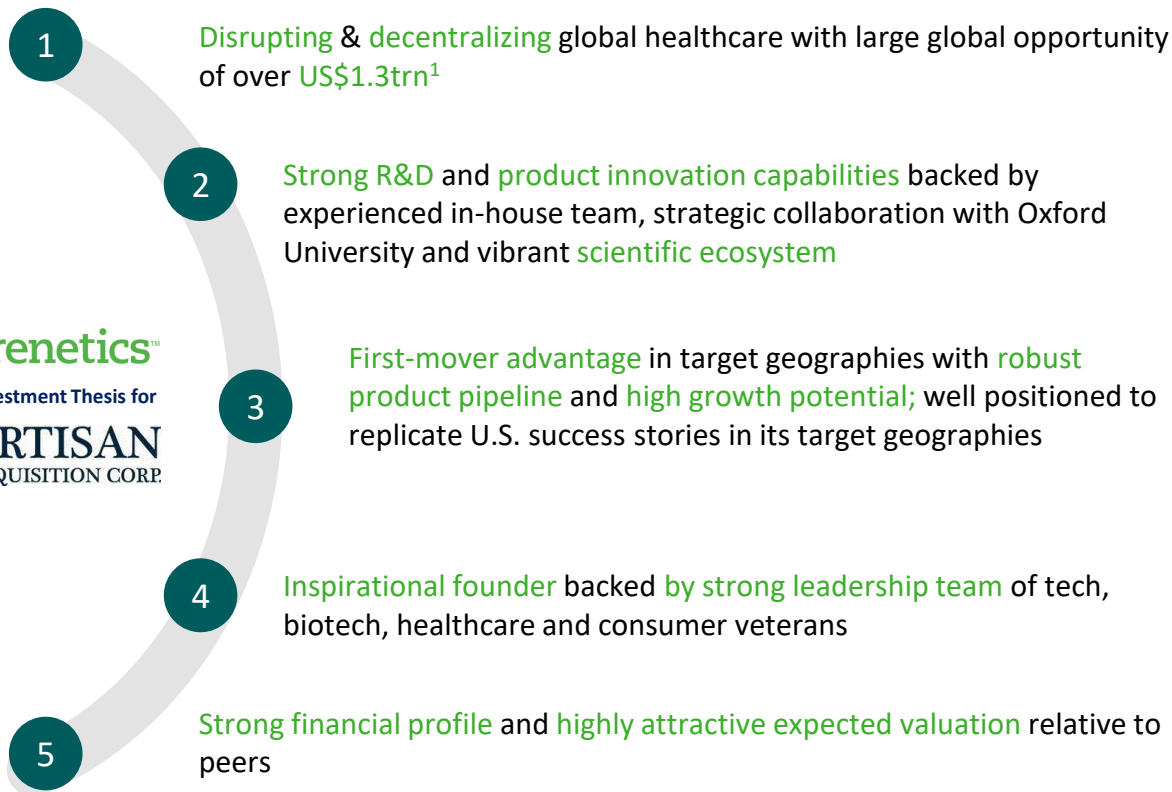 1
Disrupting & decentralizing global healthcare with large global opportunity
of over US$1.3trn1
2
Strong R&D and product innovation capabilities backed by
experienced in-house team, strategic collaboration with Oxford
University and vibrant scientific ecosystem
renetics™
estment Thesis for
RTISAN
QUISITION CORP.
3
First-mover advantage in target geographies with robust
product pipeline and high growth potential; well positioned to
replicate U.S. success stories in its target geographies
4
Inspirational founder backed by strong leadership team of tech,
biotech, healthcare and consumer veterans
5
Strong financial profile and highly attractive expected valuation relative to
peers